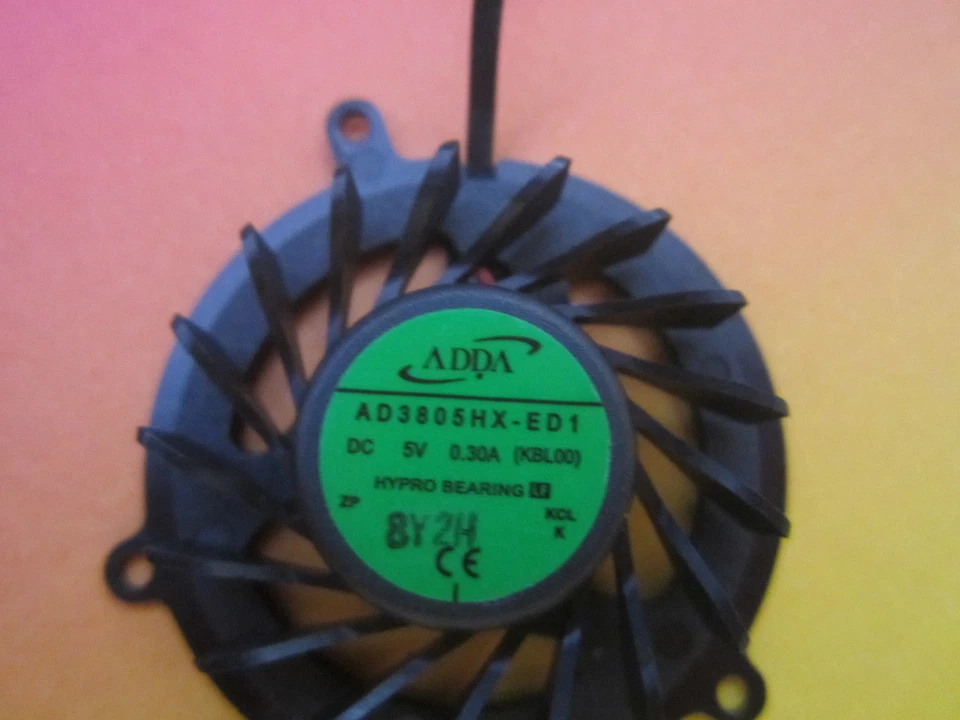 ADDA
AD3805HX-ED1
DC 5V 0.30A (KBL00)
HYPRO BEARING LF
ZP KCL
K
8Y2H
CE